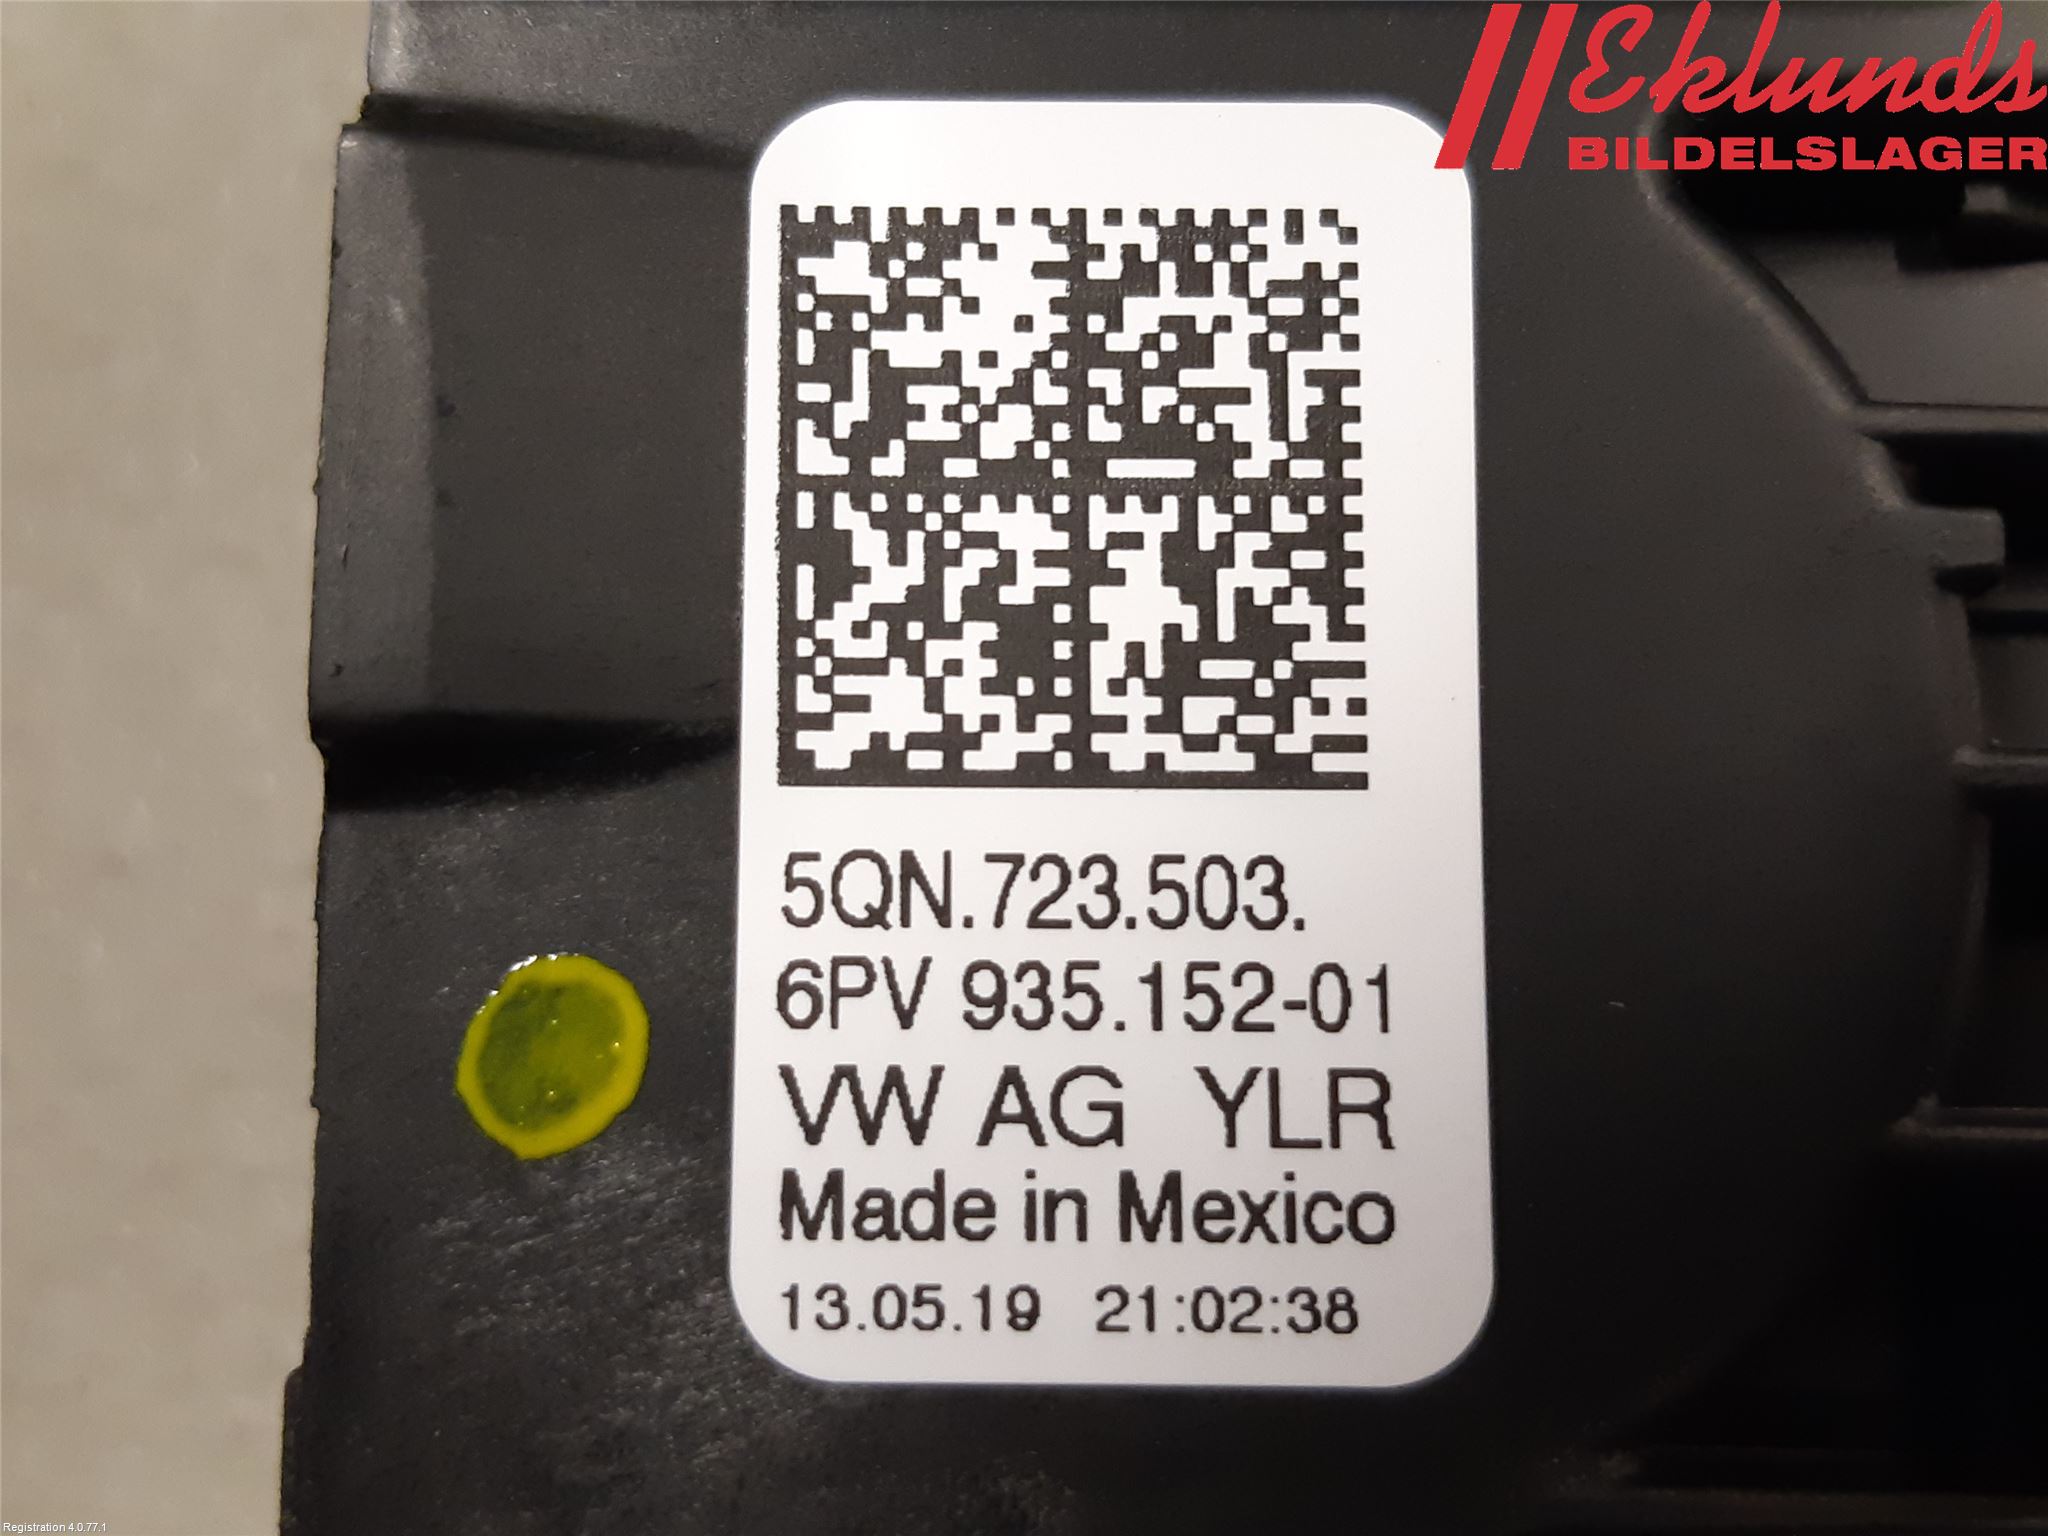 Eklunds
BILDELSLAGER
5QN.723.503.
6PV 935.152-01
VW AG YLR
Made in Mexico
13.05.19 21:02:38
Registration 4.0.77.1